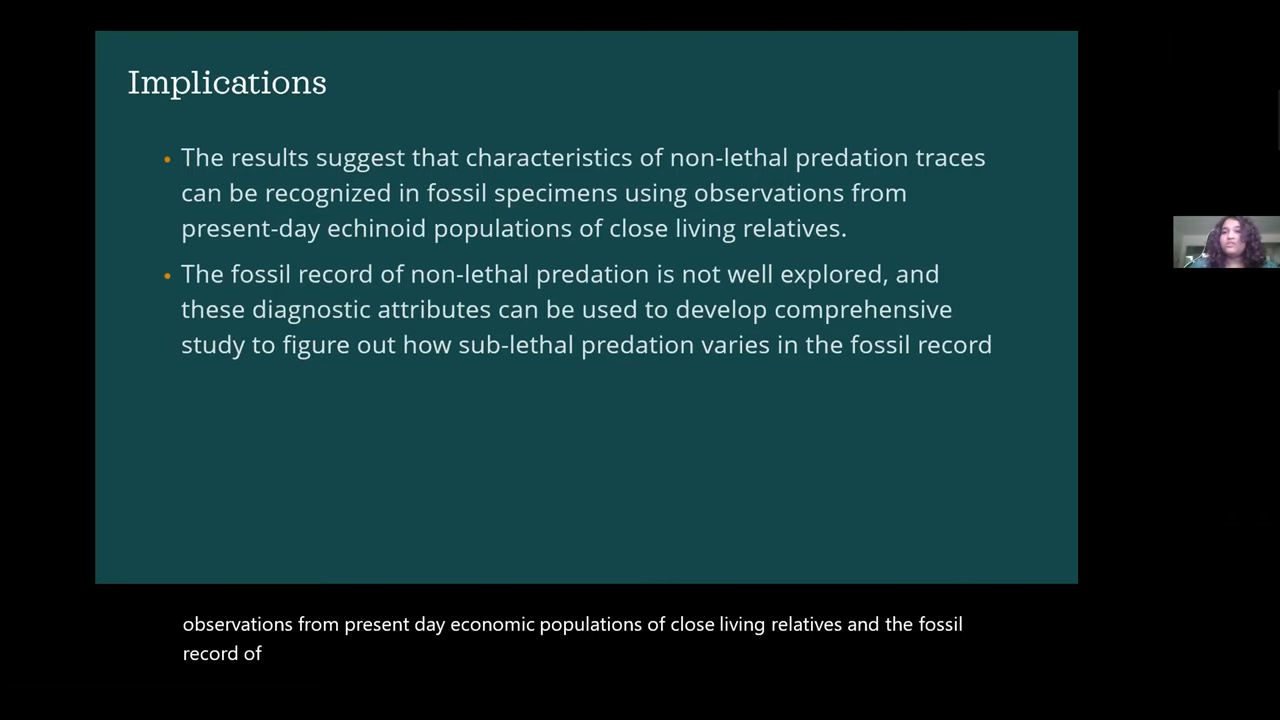 Implications
• The results suggest that characteristics of non-lethal predation traces
can be recognized in fossil specimens using observations from
present-day echinoid populations of close living relatives.
• The fossil record of non-lethal predation is not well explored, and
these diagnostic attributes can be used to develop comprehensive
study to figure out how sub-lethal predation varies in the fossil record
observations from present day economic populations of close living relatives and the fossil
record of